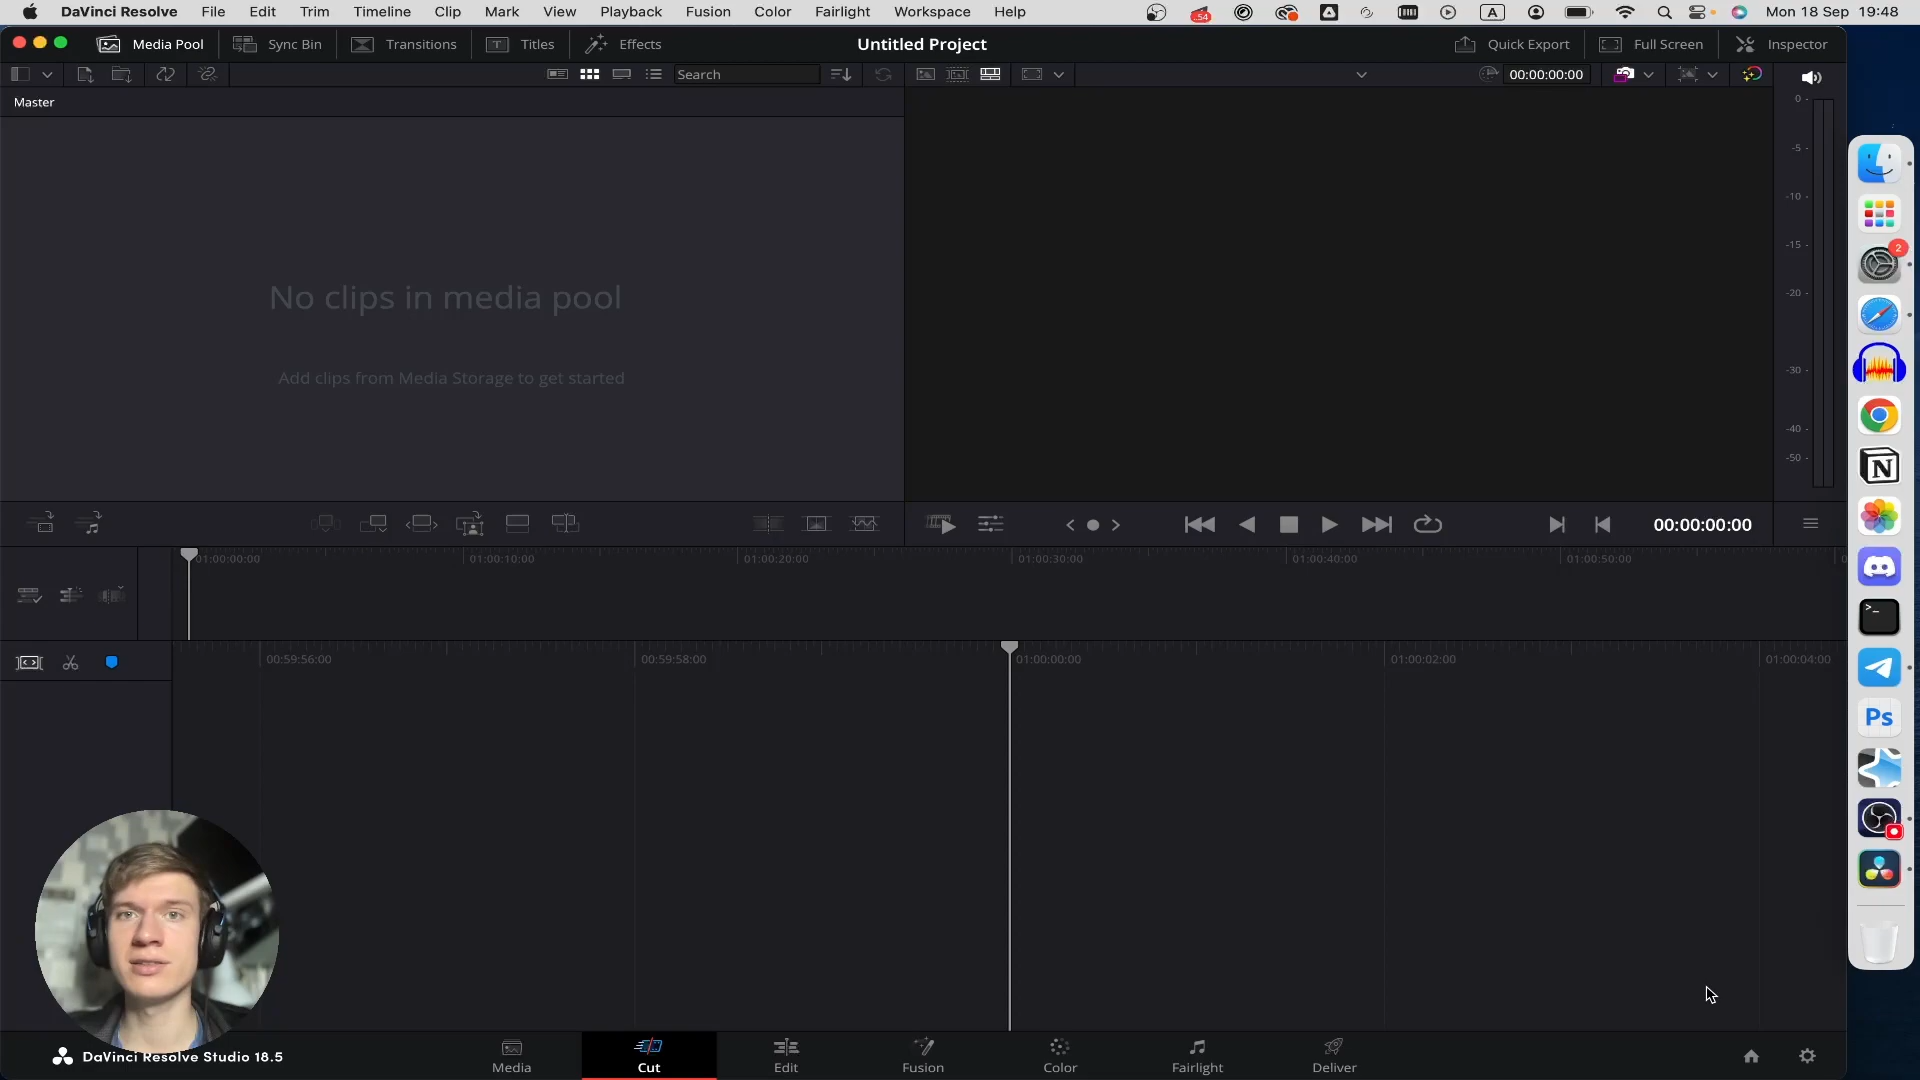 DaVinci Resolve File Edit Trim Timeline Clip Mark View Playback Fusion Color Fairlight Workspace Help A Mon 18 Sep 19:48
Media Pool Sync Bin Transitions Titles Effects Untitled Project Quick Export Full Screen Inspector
Search 00:00:00:00
Master
No clips in media pool
Add clips from Media Storage to get started
0
-5
-10
-15
-20
-30
-40
-50
00:00:00:00
01:00:00:00 01:00:10:00 01:00:20:00 01:00:30:00 01:00:40:00 01:00:50:00
00:59:56:00 00:59:58:00 01:00:00:00 01:00:02:00 01:00:04:00
2
N
>_
Ps
DaVinci Resolve Studio 18.5
Media Cut Edit Fusion Color Fairlight Deliver